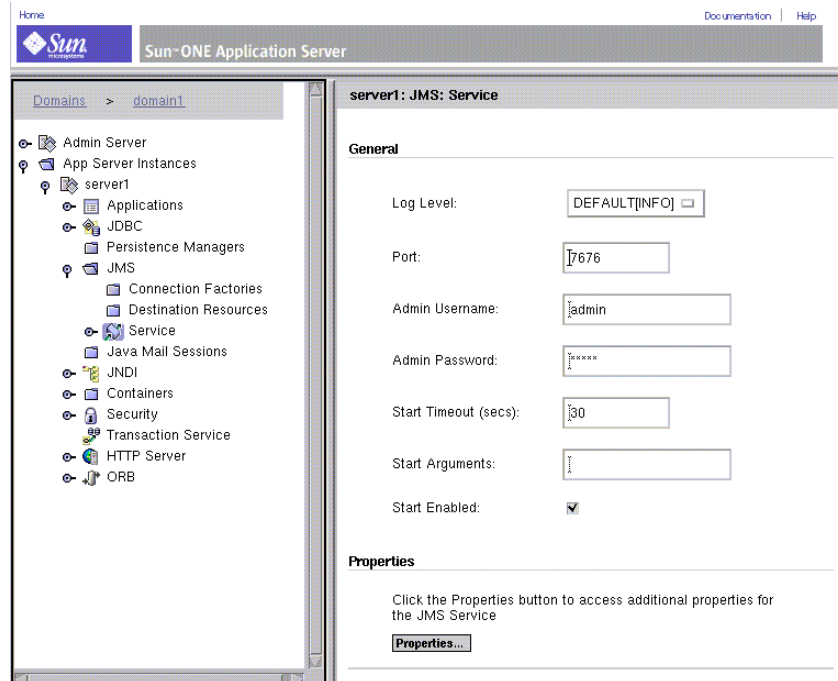 Home
Documentation | Help
Sun
microsystems
Sun™ ONE Application Server
Domains > domain1
Admin Server
App Server Instances
server1
Applications
JDBC
Persistence Managers
JMS
Connection Factories
Destination Resources
Service
Java Mail Sessions
JNDI
Containers
Security
Transaction Service
HTTP Server
ORB
server1: JMS: Service
General
Log Level: DEFAULT[INFO]
Port: 7676
Admin Username: admin
Admin Password: *****
Start Timeout (secs): 30
Start Arguments:
Start Enabled:
Properties
Click the Properties button to access additional properties for
the JMS Service
Properties...